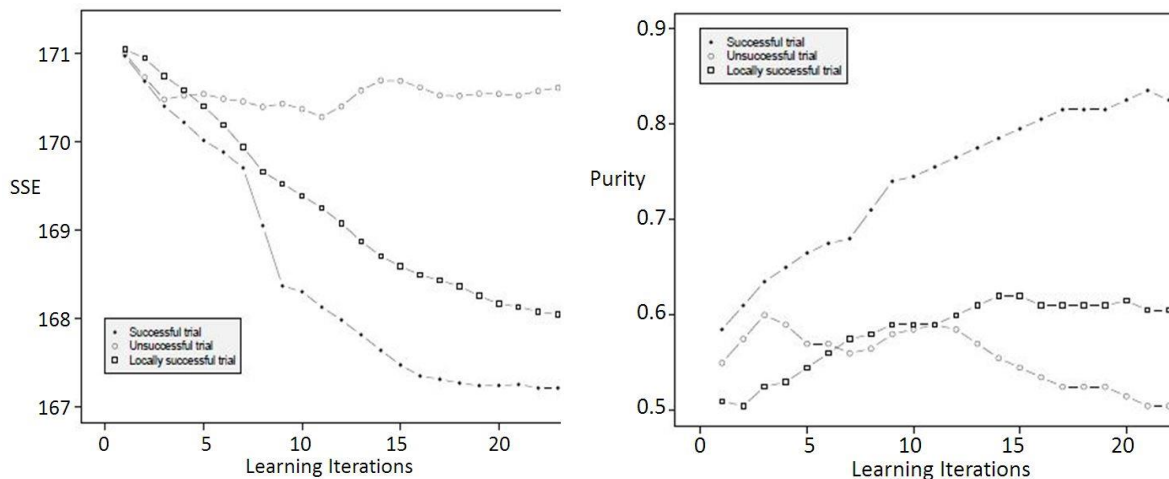 171
170
SSE
169
168
167
Successful trial
Unsuccessful trial
Locally successful trial
0 5 10 15 20
Learning Iterations
0.9
0.8
Purity
0.7
0.6
0.5
Successful trial
Unsuccessful trial
Locally successful trial
0 5 10 15 20
Learning Iterations